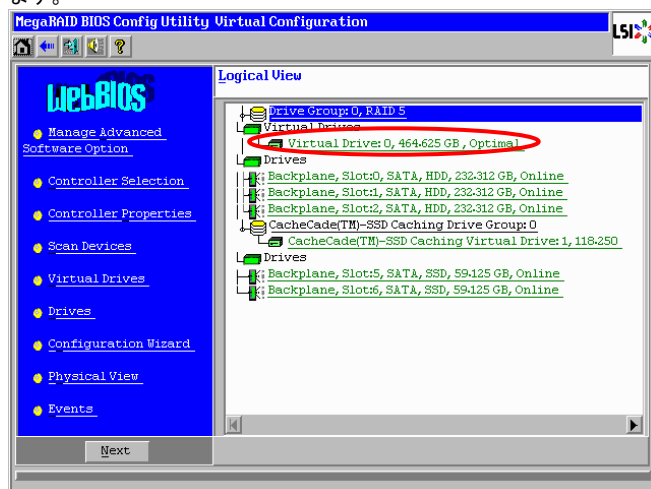 ます。
MegaRAID BIOS Config Utility Virtual Configuration
LSI
WebBIOS
Logical View
Manage Advanced
Software Option
Controller Selection
Controller Properties
Scan Devices
Virtual Drives
Drives
Configuration Wizard
Physical View
Events
Next
Drive Group: 0, RAID 5
Virtual Drives
Virtual Drive: 0, 464.625 GB , Optimal
Drives
Backplane, Slot:0, SATA, HDD, 232.312 GB, Online
Backplane, Slot:1, SATA, HDD, 232.312 GB, Online
Backplane, Slot:2, SATA, HDD, 232.312 GB, Online
CacheCade(TM)-SSD Caching Drive Group: 0
CacheCade(TM)-SSD Caching Virtual Drive: 1, 118.250
Drives
Backplane, Slot:5, SATA, SSD, 59.125 GB, Online
Backplane, Slot:6, SATA, SSD, 59.125 GB, Online